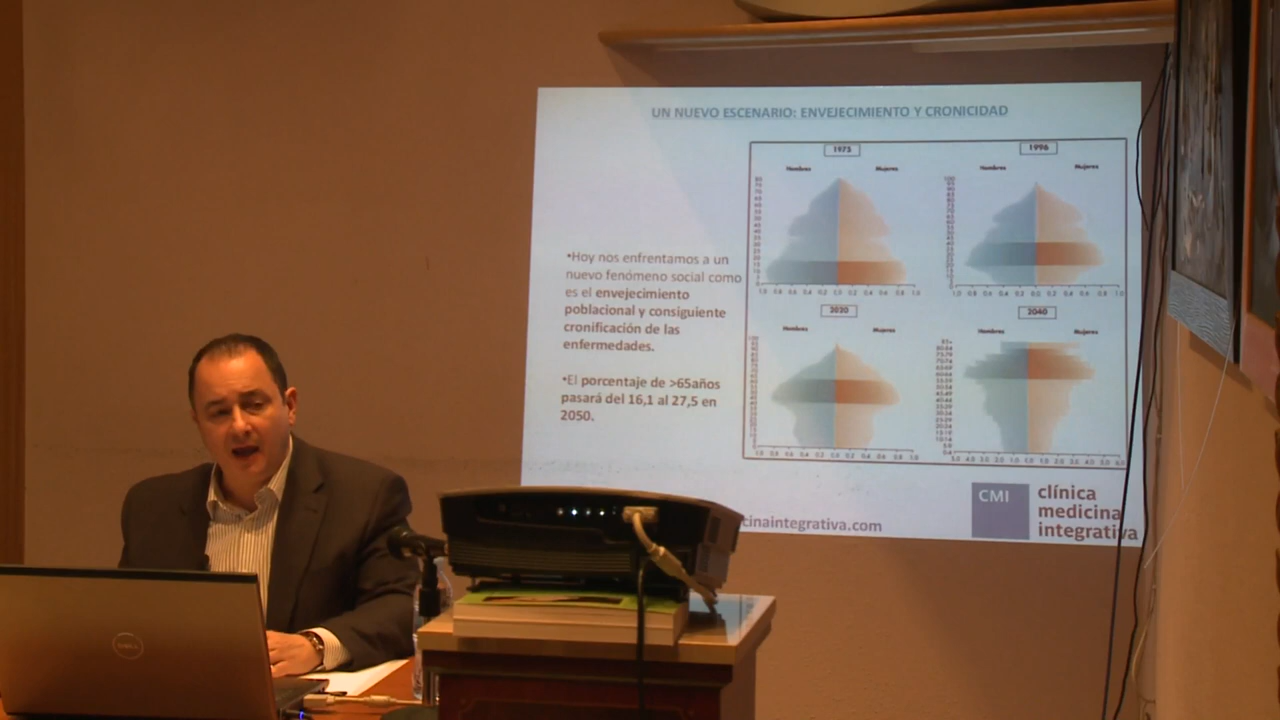 UN NUEVO ESCENARIO: ENVEJECIMIENTO Y CRONICIDAD
1975
1996
Hombres
Mujeres
Hombres
Mujeres
•Hoy nos enfrentamos a un
nuevo fenómeno social como
es el envejecimiento
poblacional y consiguiente
cronificación de las
enfermedades.
•El porcentaje de >65años
pasará del 16,1 al 27,5 en
2050.
2020
2040
Hombres
Mujeres
Hombres
Mujeres
cinaintegrativa.com
CMI
clínica
medicina
integrativa
DELL